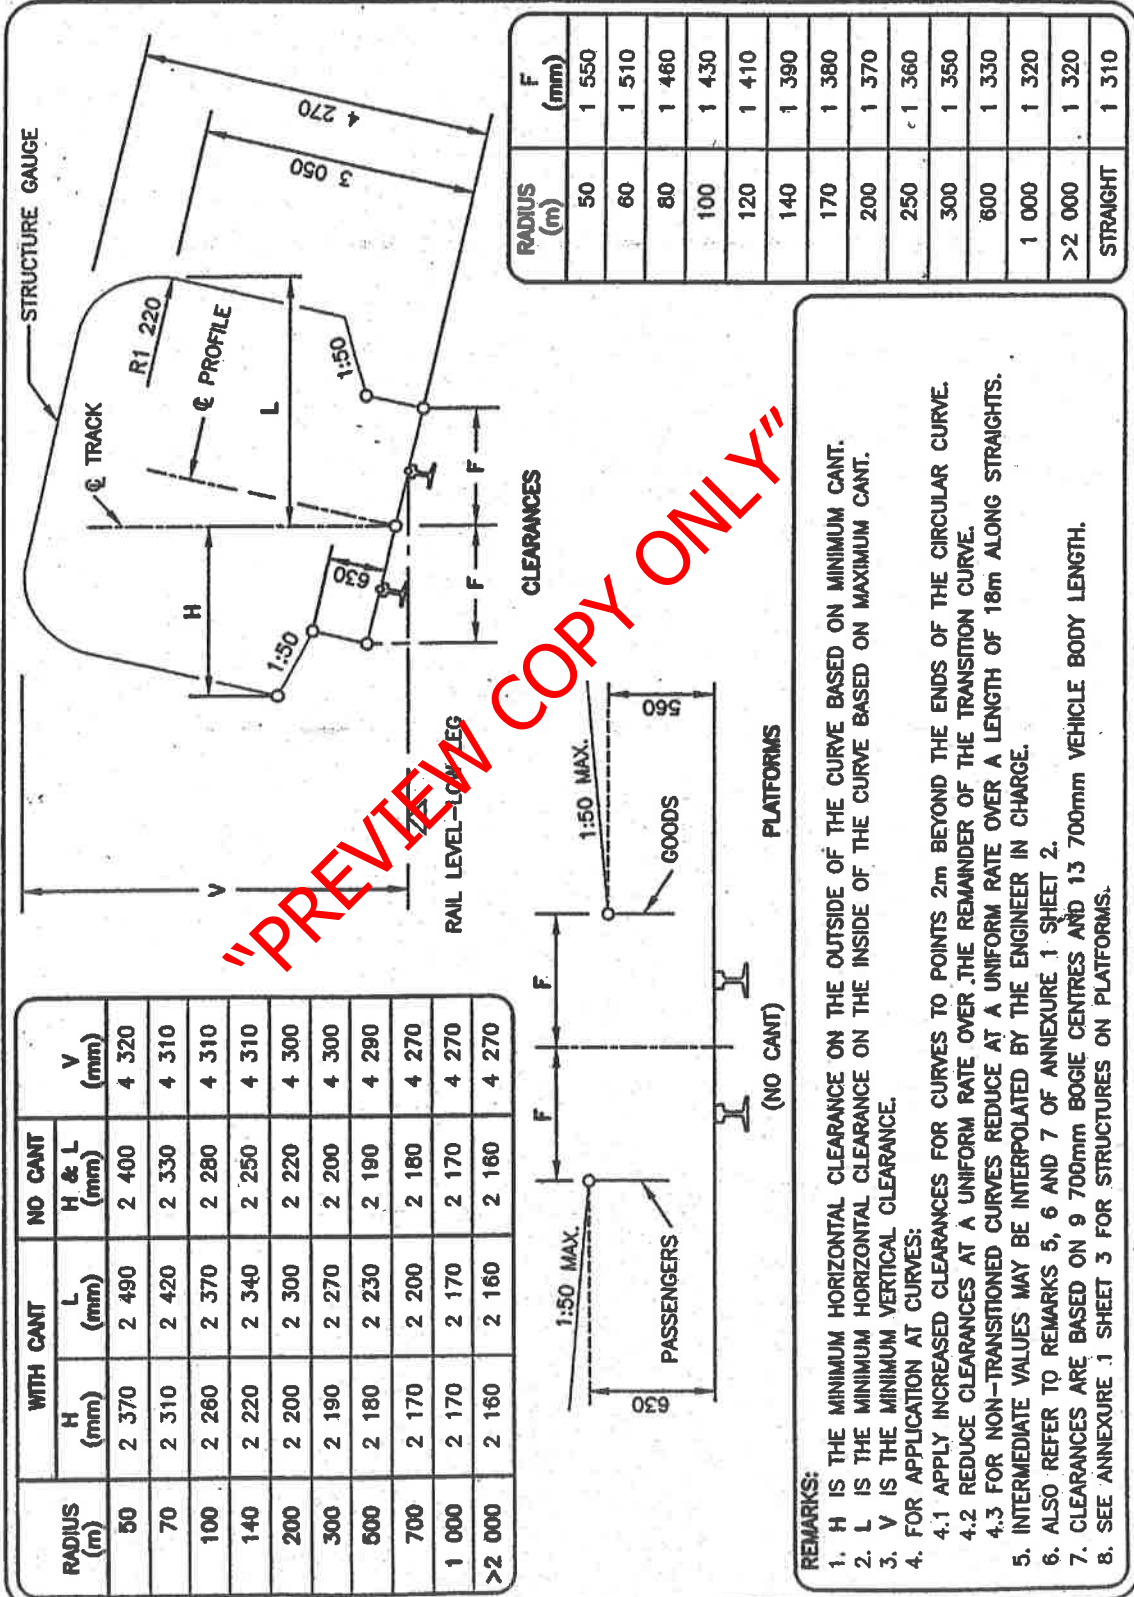 WITH CANT NO CANT
RADIUS (m) H (mm) L (mm) H & L (mm) V (mm)
50 2 370 2 490 2 400 4 320
70 2 310 2 420 2 330 4 310
100 2 260 2 370 2 280 4 310
140 2 220 2 340 2 250 4 310
200 2 200 2 300 2 220 4 300
300 2 190 2 270 2 200 4 300
500 2 180 2 230 2 190 4 290
700 2 170 2 200 2 180 4 270
1 000 2 170 2 170 2 170 4 270
>2 000 2 160 2 160 2 160 4 270
STRUCTURE GAUGE
℄ TRACK
R1 220
℄ PROFILE
4 270
3 050
H
L
V
1:50
1:50
630
F
F
RAIL LEVEL-LOW LEG
CLEARANCES
1:50 MAX.
F
F
1:50 MAX.
630
PASSENGERS
GOODS
560
(NO CANT)
PLATFORMS
"PREVIEW COPY ONLY"
RADIUS (m) F (mm)
50 1 550
60 1 510
80 1 460
100 1 430
120 1 410
140 1 390
170 1 380
200 1 370
250 1 360
300 1 350
600 1 330
1 000 1 320
>2 000 1 320
STRAIGHT 1 310
REMARKS:
1. H IS THE MINIMUM HORIZONTAL CLEARANCE ON THE OUTSIDE OF THE CURVE BASED ON MINIMUM CANT.
2. L IS THE MINIMUM HORIZONTAL CLEARANCE ON THE INSIDE OF THE CURVE BASED ON MAXIMUM CANT.
3. V IS THE MINIMUM VERTICAL CLEARANCE.
4. FOR APPLICATION AT CURVES:
4.1 APPLY INCREASED CLEARANCES FOR CURVES TO POINTS 2m BEYOND THE ENDS OF THE CIRCULAR CURVE.
4.2 REDUCE CLEARANCES AT A UNIFORM RATE OVER THE REMAINDER OF THE TRANSITION CURVE.
4.3 FOR NON-TRANSITIONED CURVES REDUCE AT A UNIFORM RATE OVER A LENGTH OF 18m ALONG STRAIGHTS.
5. INTERMEDIATE VALUES MAY BE INTERPOLATED BY THE ENGINEER IN CHARGE.
6. ALSO REFER TO REMARKS 5, 6 AND 7 OF ANNEXURE 1 SHEET 2.
7. CLEARANCES ARE BASED ON 9 700mm BOGIE CENTRES AND 13 700mm VEHICLE BODY LENGTH.
8. SEE ANNEXURE 1 SHEET 3 FOR STRUCTURES ON PLATFORMS.